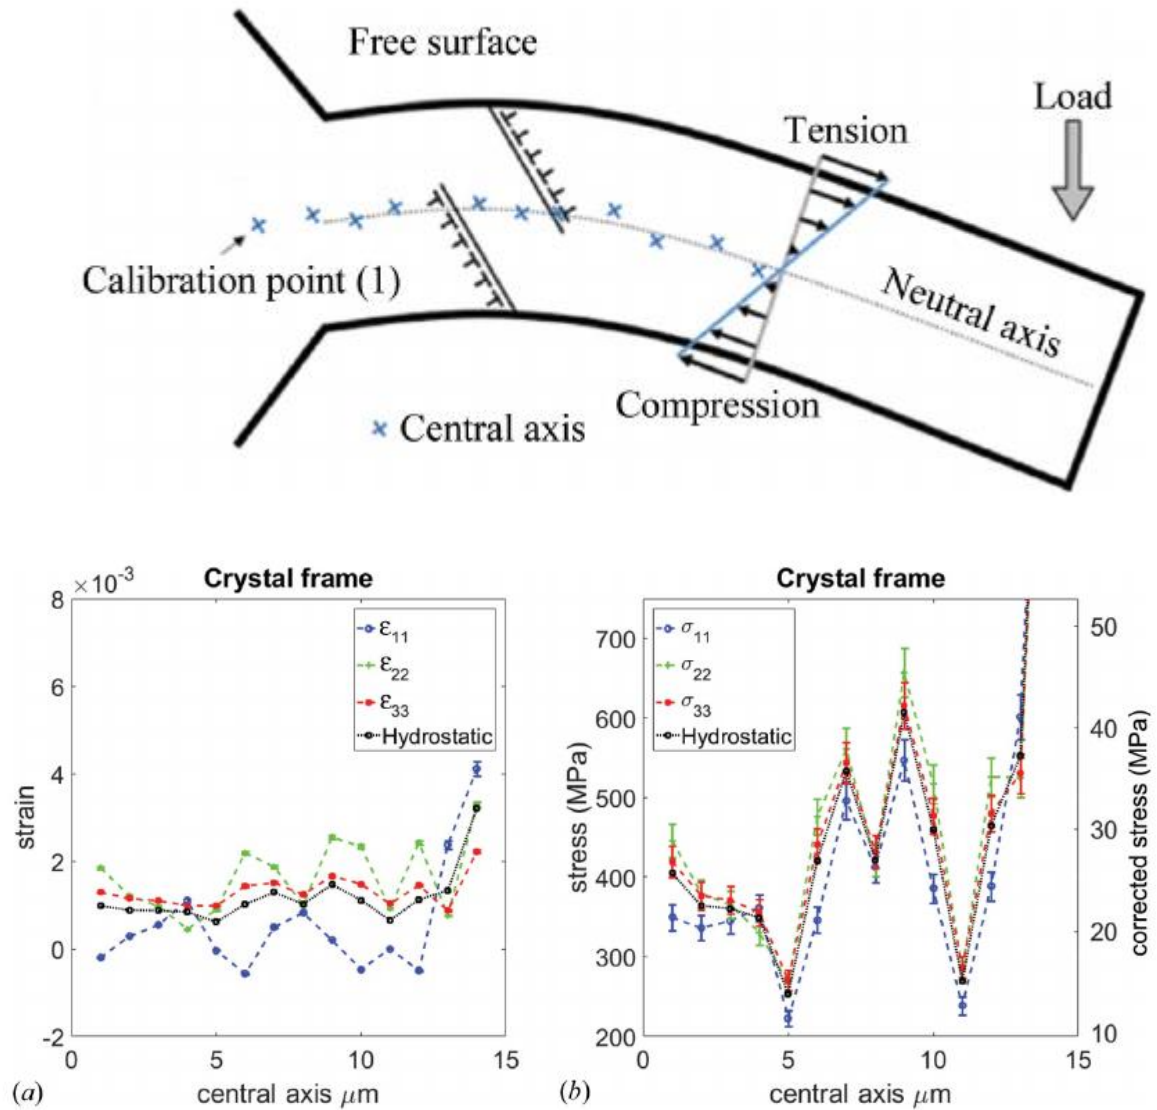 Free surface
Load
Tension
Calibration point (1)
Neutral axis
Compression
Central axis
×10⁻³
Crystal frame
8
6
4
2
0
-2
strain
ε₁₁
ε₂₂
ε₃₃
Hydrostatic
0
5
10
15
central axis μm
(a)
Crystal frame
700
600
500
400
300
200
stress (MPa)
σ₁₁
σ₂₂
σ₃₃
Hydrostatic
50
40
30
20
10
corrected stress (MPa)
0
5
10
15
central axis μm
(b)